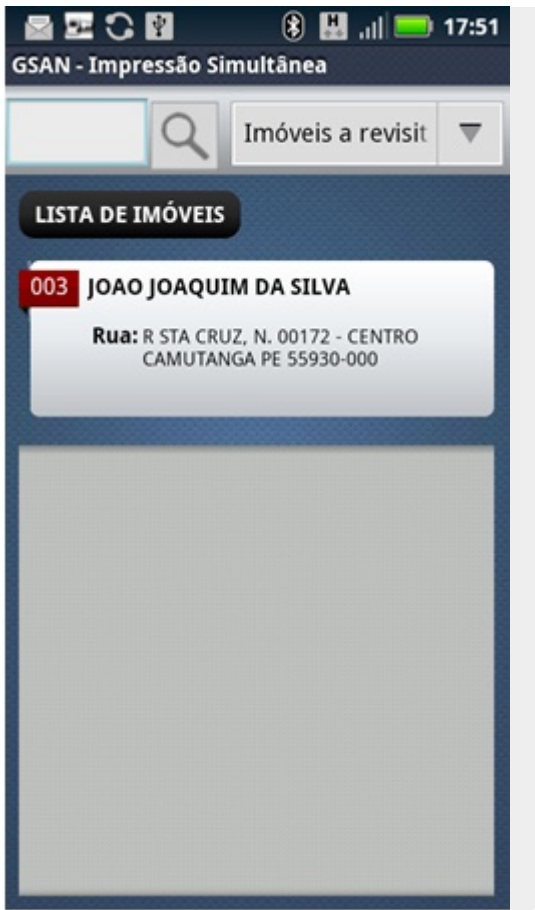 17:51
GSAN - Impressão Simultânea
Imóveis a revisit
LISTA DE IMÓVEIS
003 JOAO JOAQUIM DA SILVA
Rua: R STA CRUZ, N. 00172 - CENTRO
CAMUTANGA PE 55930-000